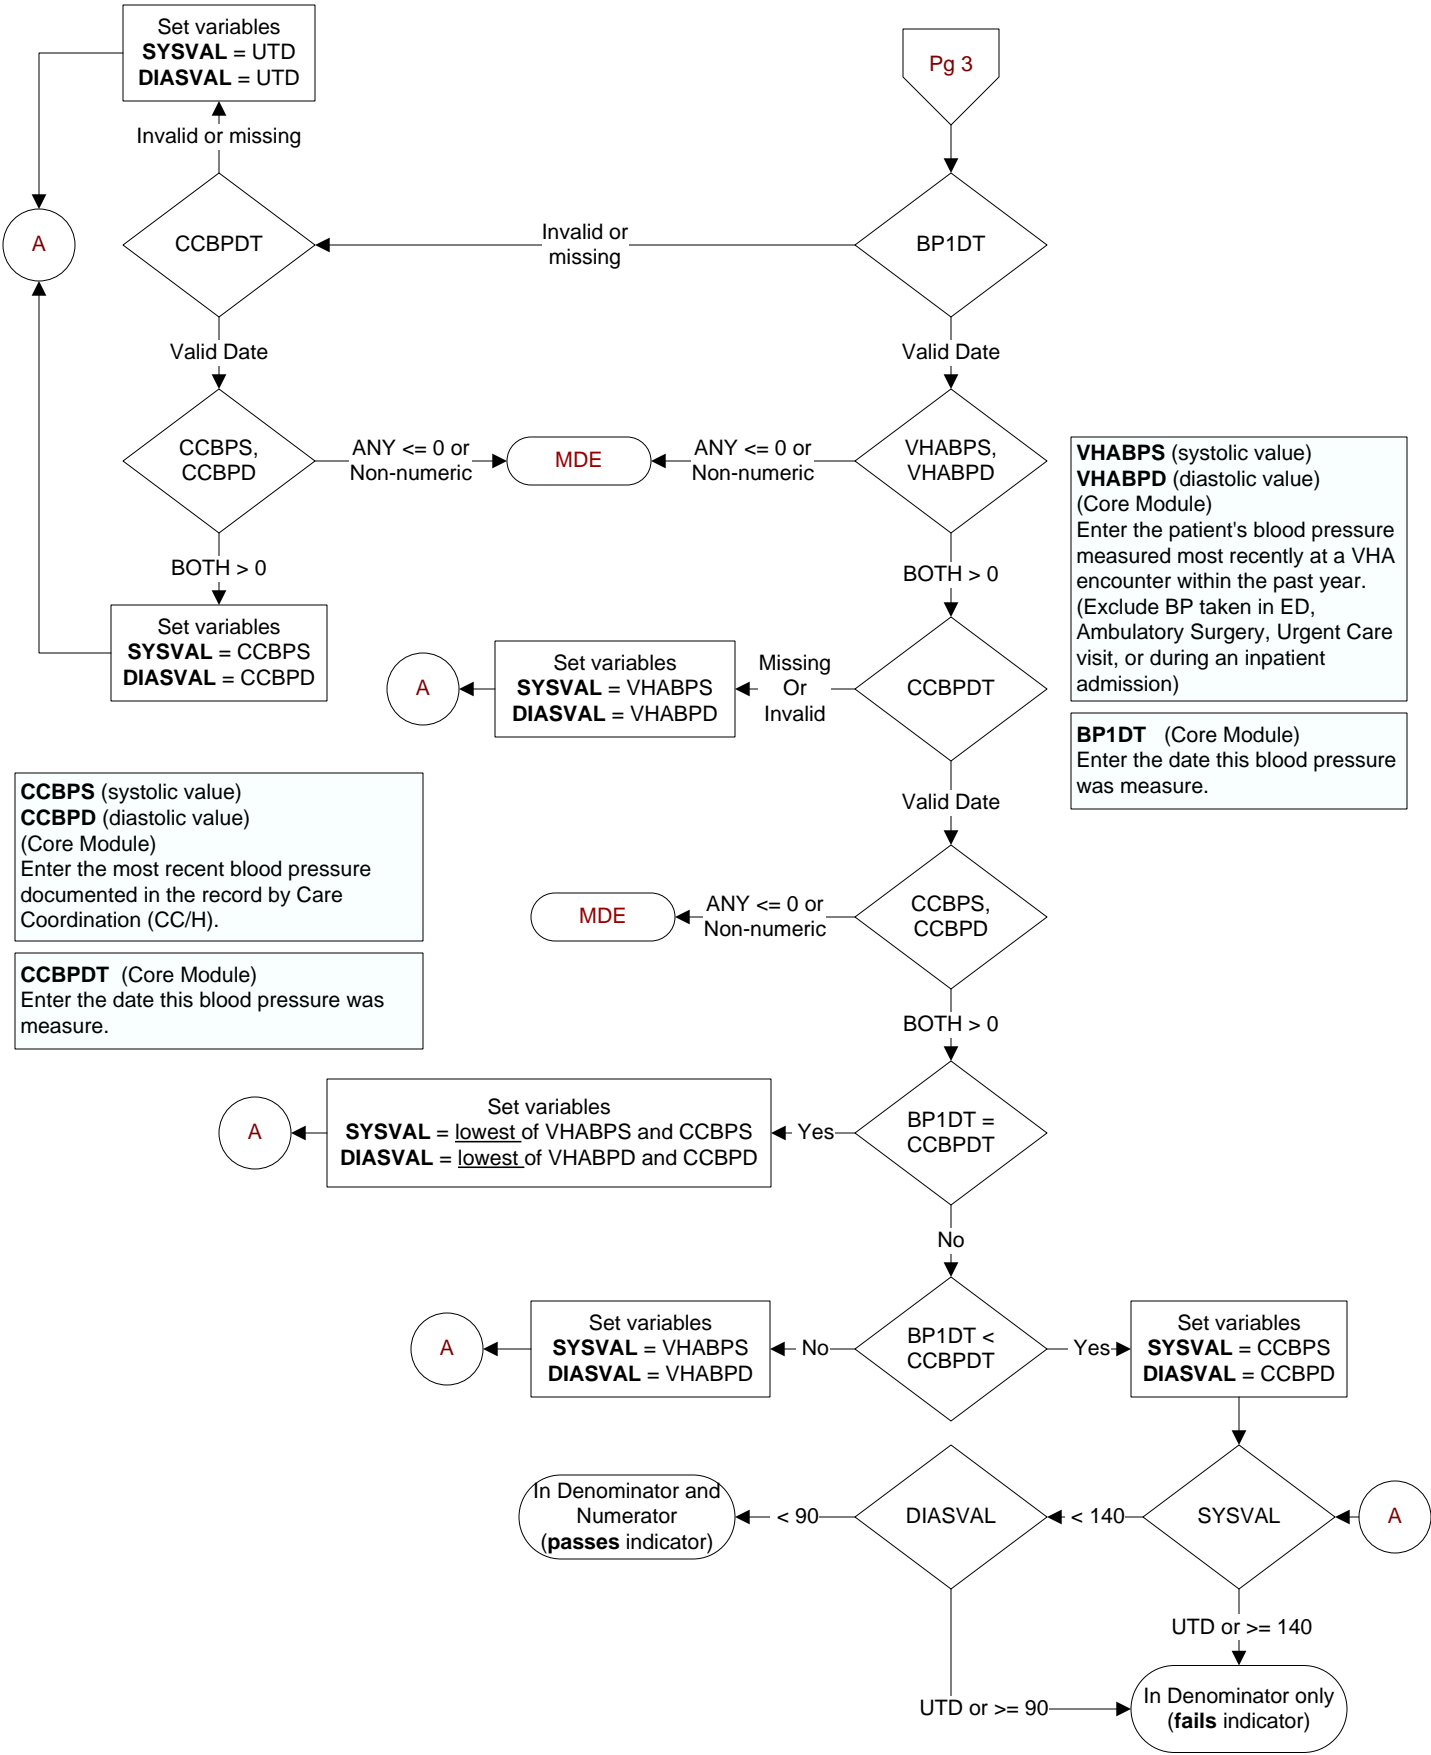 Set variables
SYSVAL = UTD
DIASVAL = UTD
Pg 3
Invalid or missing
A
CCBPDT
Invalid or
missing
BP1DT
Valid Date
Valid Date
CCBPS,
CCBPD
ANY <= 0 or
Non-numeric
MDE
ANY <= 0 or
Non-numeric
VHABPS,
VHABPD
VHABPS (systolic value)
VHABPD (diastolic value)
(Core Module)
Enter the patient's blood pressure
measured most recently at a VHA
encounter within the past year.
(Exclude BP taken in ED,
Ambulatory Surgery, Urgent Care
visit, or during an inpatient
admission)
BOTH > 0
BOTH > 0
Set variables
SYSVAL = CCBPS
DIASVAL = CCBPD
A
Set variables
SYSVAL = VHABPS
DIASVAL = VHABPD
Missing
Or
Invalid
CCBPDT
BP1DT (Core Module)
Enter the date this blood pressure
was measure.
CCBPS (systolic value)
CCBPD (diastolic value)
(Core Module)
Enter the most recent blood pressure
documented in the record by Care
Coordination (CC/H).
Valid Date
MDE
ANY <= 0 or
Non-numeric
CCBPS,
CCBPD
CCBPDT (Core Module)
Enter the date this blood pressure was
measure.
BOTH > 0
A
Set variables
SYSVAL = lowest of VHABPS and CCBPS
DIASVAL = lowest of VHABPD and CCBPD
Yes
BP1DT =
CCBPDT
No
A
Set variables
SYSVAL = VHABPS
DIASVAL = VHABPD
No
BP1DT <
CCBPDT
Yes
Set variables
SYSVAL = CCBPS
DIASVAL = CCBPD
In Denominator and
Numerator
(passes indicator)
< 90
DIASVAL
< 140
SYSVAL
A
UTD or >= 140
UTD or >= 90
In Denominator only
(fails indicator)